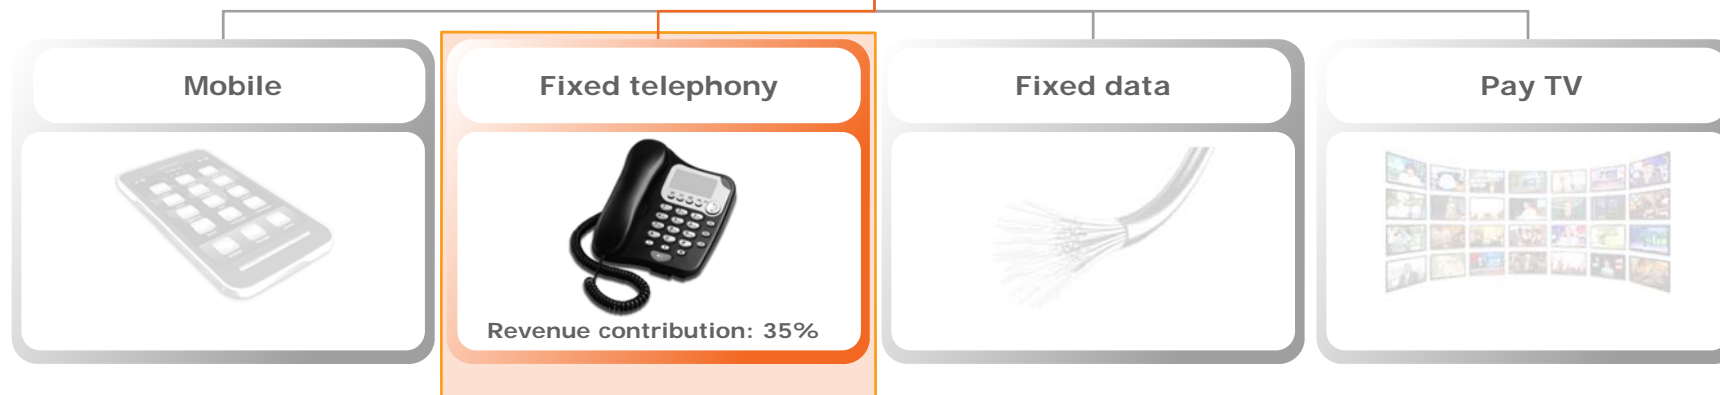 Mobile
Fixed telephony
Fixed data
Pay TV
Revenue contribution: 35%